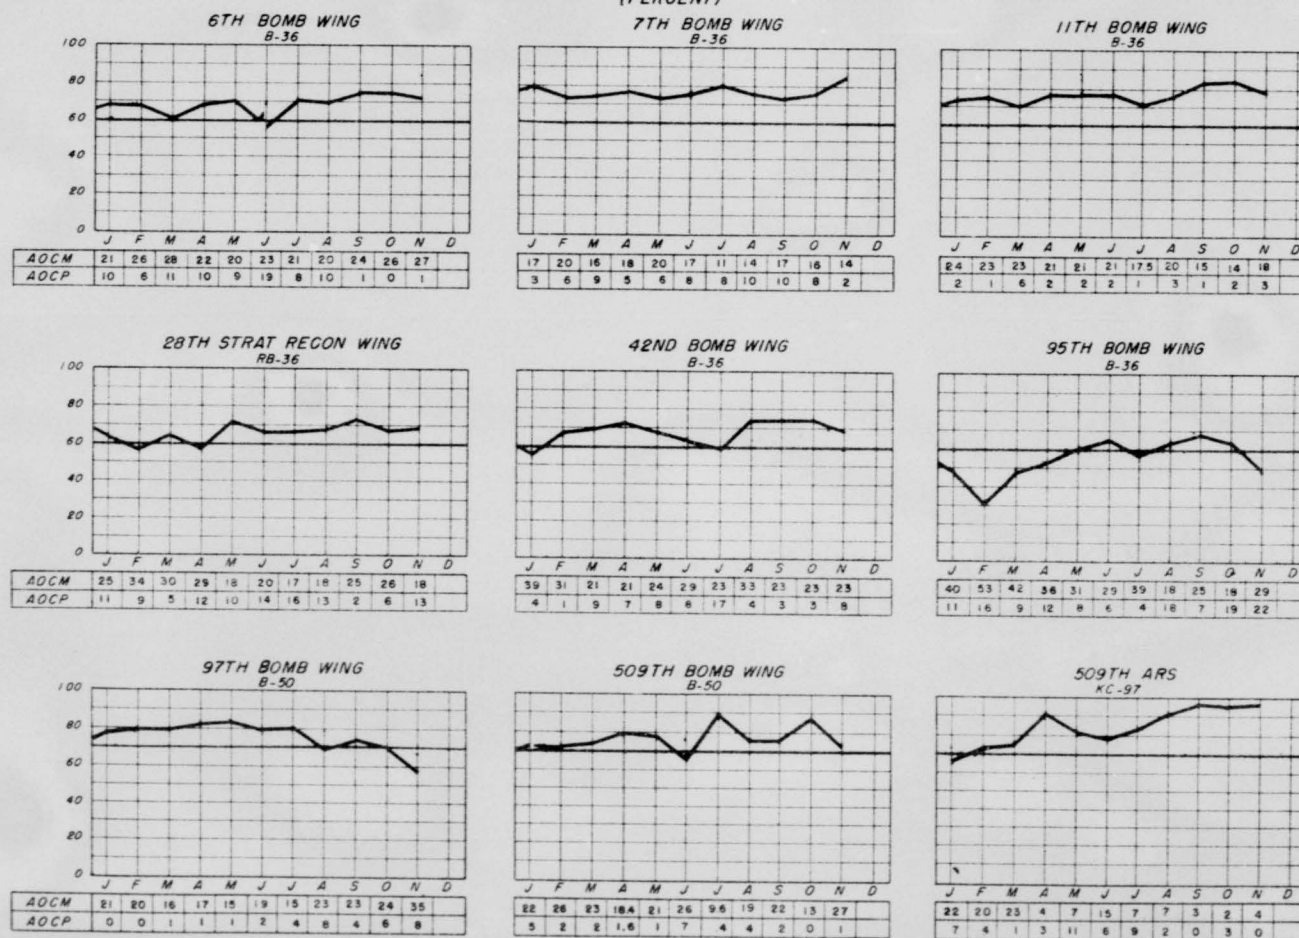 (PERCENT)
6TH BOMB WING
B-36
100
80
60
40
20
0
J F M A M J J A S O N D
AOCM 21 26 28 22 20 23 21 20 24 26 27
AOCP 10 6 11 10 9 19 8 10 1 0 1
7TH BOMB WING
B-36
J F M A M J J A S O N D
17 20 16 18 20 17 11 14 17 16 14
3 6 9 5 6 8 8 10 10 8 2
11TH BOMB WING
B-36
J F M A M J J A S O N D
24 23 23 21 21 21 17.5 20 15 14 18
2 1 6 2 2 2 1 3 1 2 3
28TH STRAT RECON WING
RB-36
100
80
60
40
20
0
J F M A M J J A S O N D
AOCM 25 34 30 29 18 20 17 18 25 26 18
AOCP 11 9 5 12 10 14 16 13 2 6 13
42ND BOMB WING
B-36
J F M A M J J A S O N D
39 31 21 21 24 29 23 33 23 23 23
4 1 9 7 8 8 17 4 3 3 8
95TH BOMB WING
B-36
J F M A M J J A S O N D
40 53 42 36 31 29 39 18 25 18 29
11 16 9 12 8 6 4 18 7 19 22
97TH BOMB WING
B-50
100
80
60
40
20
0
J F M A M J J A S O N D
AOCM 21 20 16 17 15 19 15 23 23 24 35
AOCP 0 0 1 1 1 2 4 8 4 6 8
509TH BOMB WING
B-50
J F M A M J J A S O N D
22 26 23 18.4 21 26 9.6 19 22 13 27
5 2 2 1.6 1 7 4 4 2 0 1
509TH ARS
KC-97
J F M A M J J A S O N D
22 20 23 4 7 15 7 7 3 2 4
7 4 1 3 11 6 9 2 0 3 0